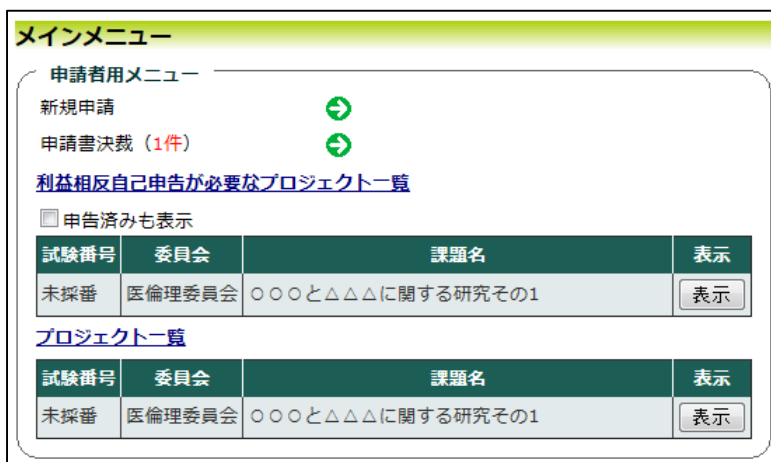 メインメニュー
申請者用メニュー
新規申請
申請書決裁（1件）
利益相反自己申告が必要なプロジェクト一覧
申告済みも表示
試験番号 委員会 課題名 表示
未採番 医倫理委員会 ○○○と△△△に関する研究その1 表示
プロジェクト一覧
試験番号 委員会 課題名 表示
未採番 医倫理委員会 ○○○と△△△に関する研究その1 表示